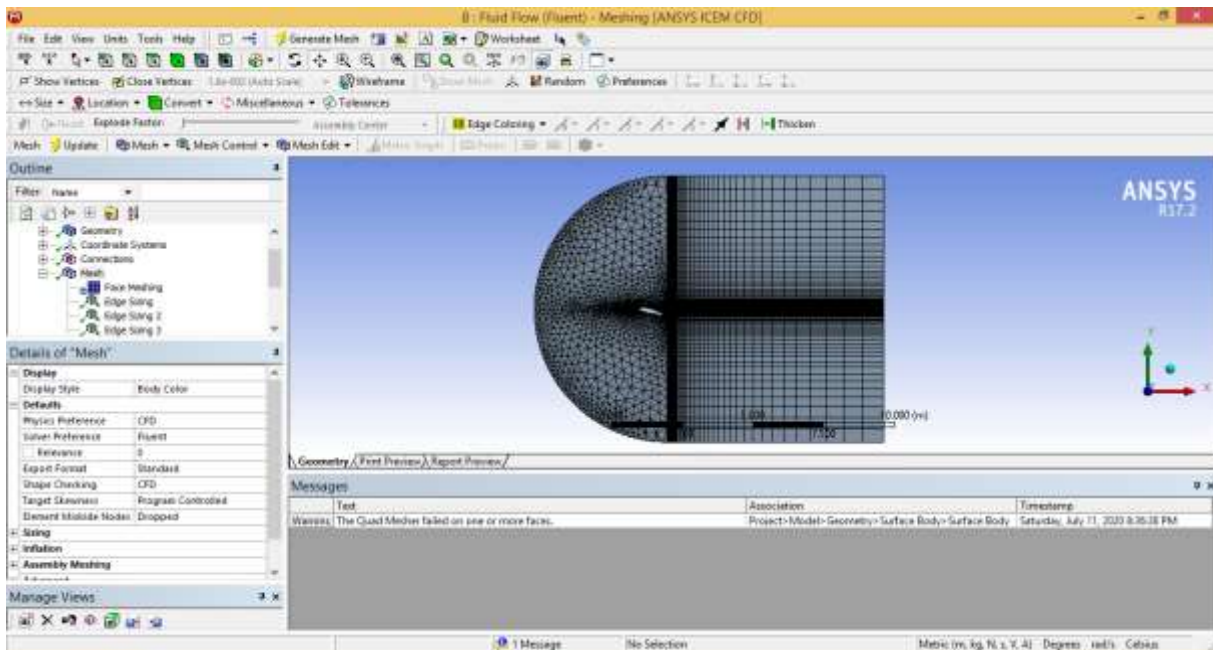 B : Fluid Flow (Fluent) - Meshing [ANSYS ICEM CFD]
File Edit View Units Tools Help Generate Mesh Worksheet
Show Vertices Close Vertices (Auto Scale) Wireframe Show Mesh Random Preferences
Size Location Convert Miscellaneous Tolerances
Explode Factor: Assembly Center Edge Coloring Thicken
Mesh Update Mesh Mesh Control Mesh Edit
Outline
Filter: Name
Geometry
Coordinate Systems
Connections
Mesh
Face Meshing
Edge Sizing
Edge Sizing 2
Edge Sizing 3
Details of "Mesh"
Display
Display Style Body Color
Defaults
Physics Preference CFD
Solver Preference Fluent
Relevance 0
Export Format Standard
Shape Checking CFD
Target Skewness Program Controlled
Element Midside Nodes Dropped
Sizing
Inflation
Assembly Meshing
Manage Views
ANSYS
R17.2
Y
X
10.000 (m)
Geometry Print Preview Report Preview
Messages
Text Association Timestamp
Warning The Quad Mesher failed on one or more faces. Project>Model>Geometry>Surface Body>Surface Body Saturday, July 11, 2020 8:36:38 PM
1 Message No Selection Metric (m, kg, N, s, V, A) Degrees rad/s Celsius